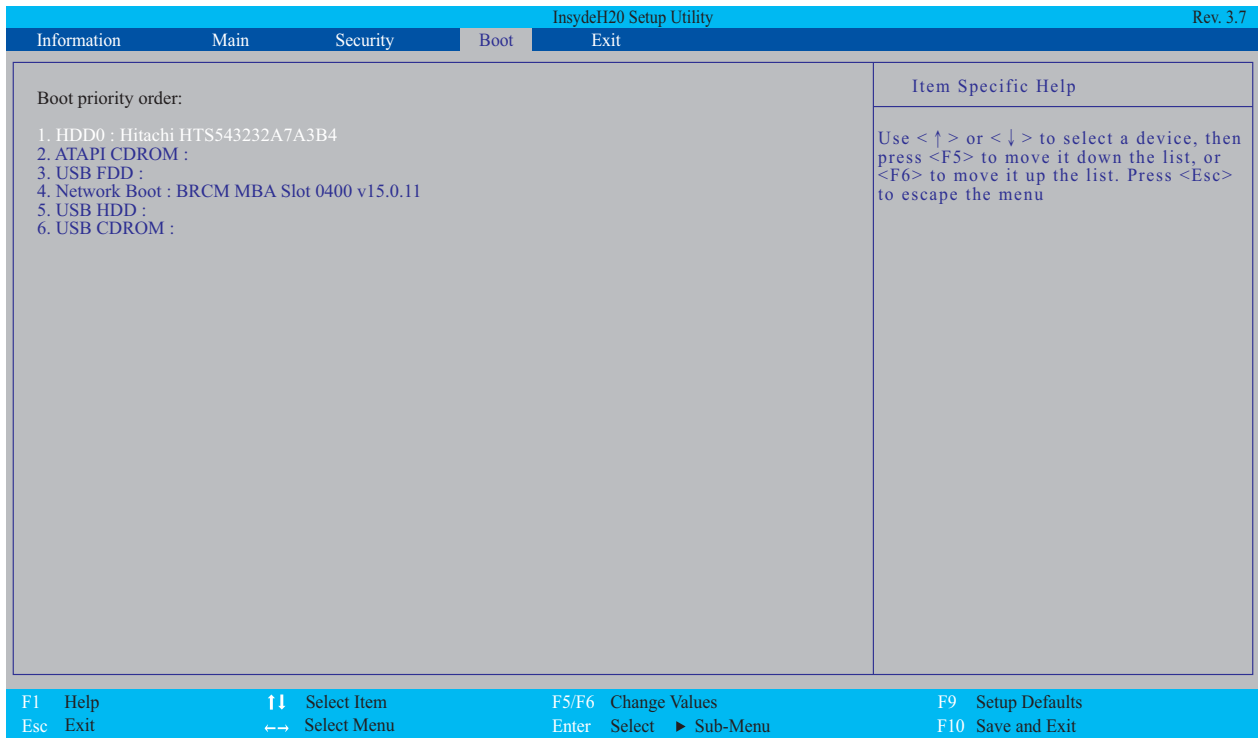 InsydeH20 Setup Utility Rev. 3.7
Information Main Security Boot Exit
Boot priority order:
1. HDD0 : Hitachi HTS543232A7A3B4
2. ATAPI CDROM :
3. USB FDD :
4. Network Boot : BRCM MBA Slot 0400 v15.0.11
5. USB HDD :
6. USB CDROM :
Item Specific Help
Use < ↑ > or < ↓ > to select a device, then
press <F5> to move it down the list, or
<F6> to move it up the list. Press <Esc>
to escape the menu
F1 Help ↑↓ Select Item F5/F6 Change Values F9 Setup Defaults
Esc Exit ←→ Select Menu Enter Select ► Sub-Menu F10 Save and Exit